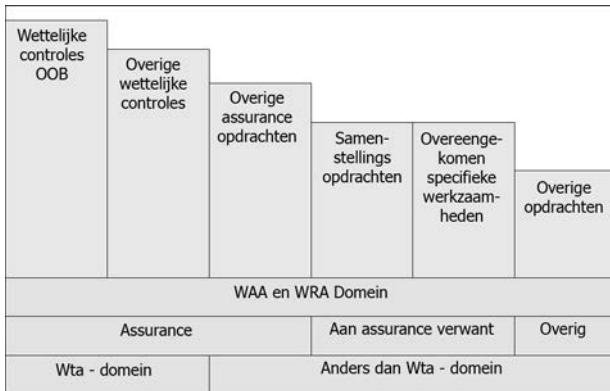 Wettelijke
controles
OOB
Overige
wettelijke
controles
Overige
assurance
opdrachten
Samen-
stellings
opdrachten
Overeenge-
komen
specifieke
werkzaam-
heden
Overige
opdrachten
WAA en WRA Domein
Assurance
Aan assurance verwant
Overig
Wta - domein
Anders dan Wta - domein